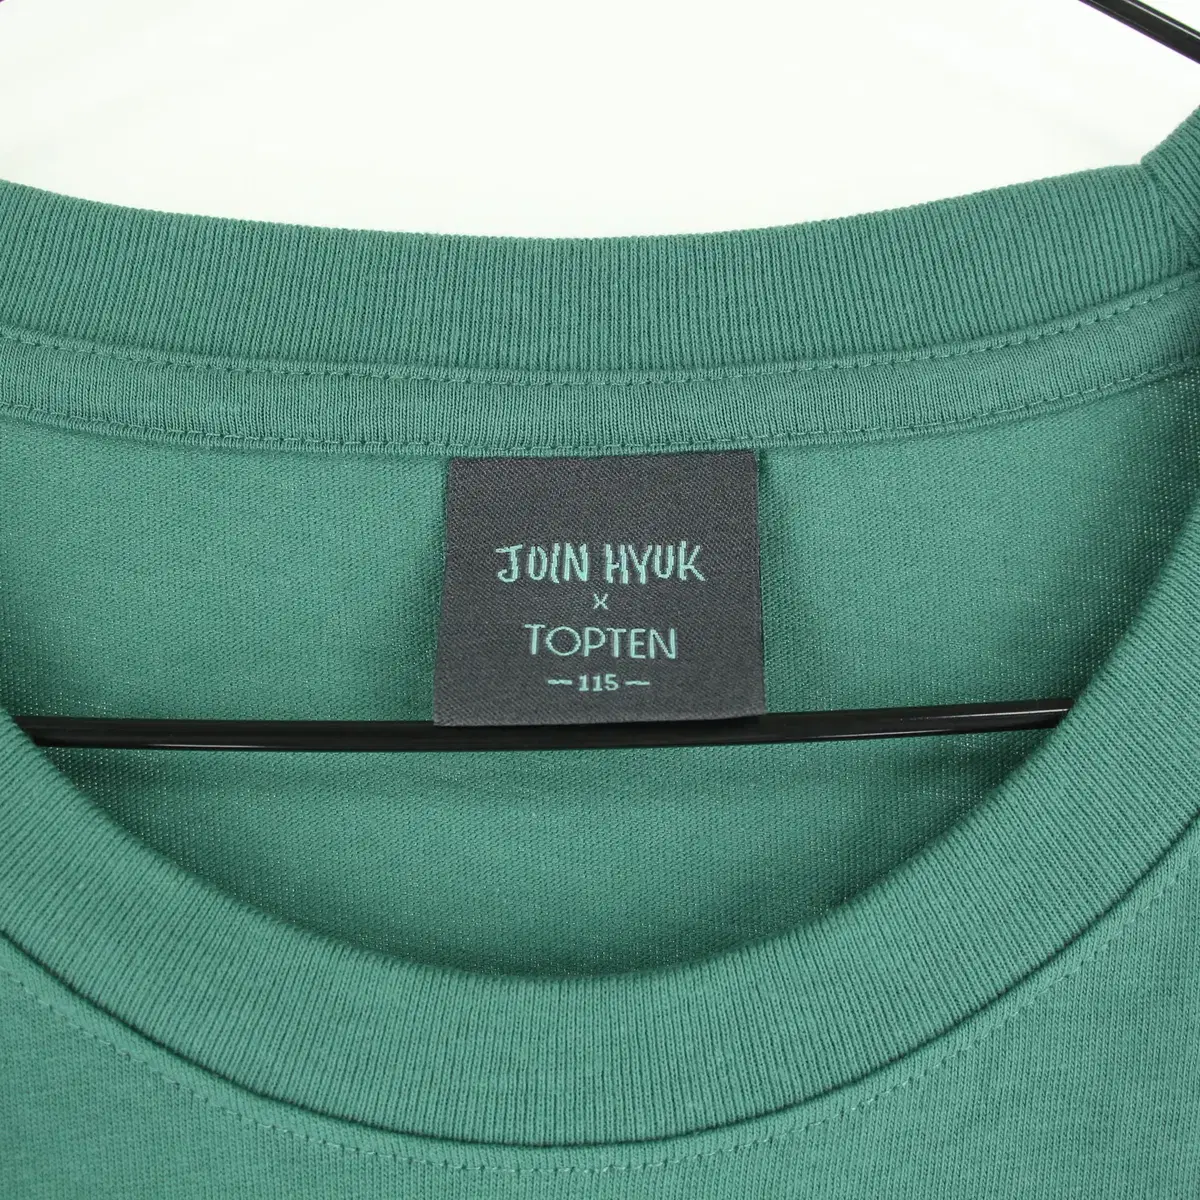 JOIN HYUK
x
TOPTEN
— 115 —